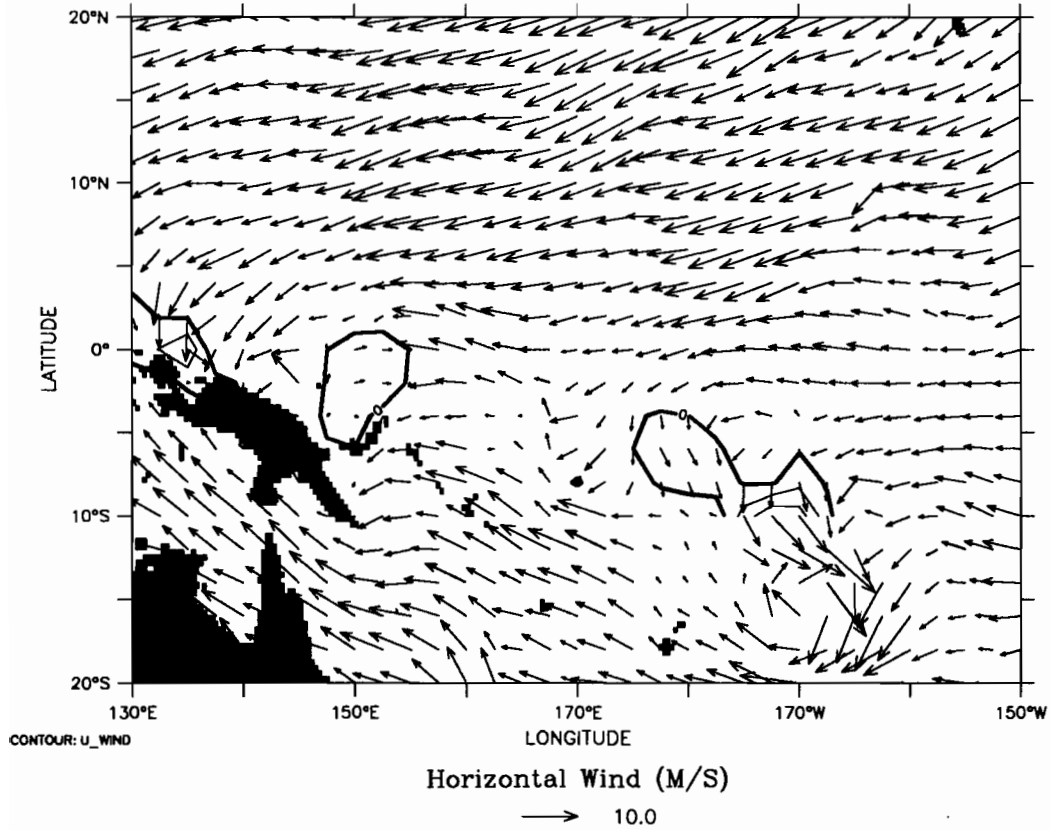 20°N
10°N
0°
10°S
20°S
LATITUDE
0
0
130°E 150°E 170°E 170°W 150°W
LONGITUDE
CONTOUR: U_WIND
Horizontal Wind (M/S)
10.0